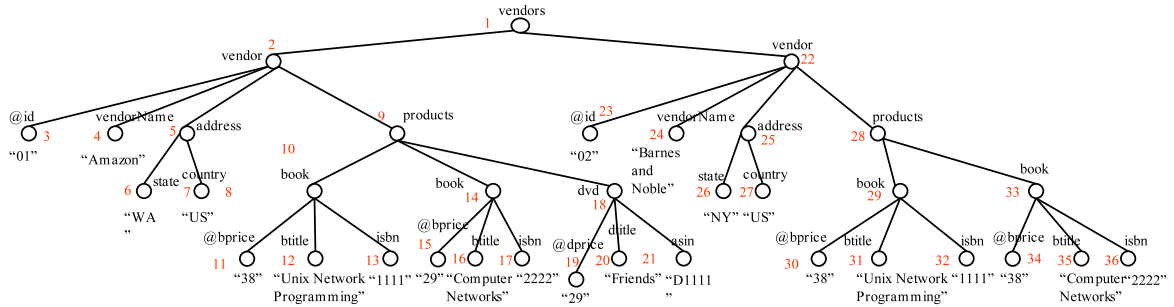 vendors
1
2
vendor
vendor
22
@id
3
vendorName
4
5
address
9
products
@id
23
vendorName
24
address
25
products
28
“01”
“Amazon”
10
“02”
“Barnes
and
Noble”
6
state
country
7
8
book
book
14
dvd
18
state
26
country
27
book
29
book
33
“WA
”
“US”
“NY”
“US”
@bprice
11
btitle
12
isbn
13
@bprice
15
btitle
16
isbn
17
@dprice
19
dtitle
20
asin
21
@bprice
30
btitle
31
isbn
32
@bprice
34
btitle
35
isbn
36
“38”
“Unix Network
Programming”
“1111”
“29”
“Computer
Networks”
“2222”
“29”
“Friends”
“D1111
”
“38”
“Unix Network
Programming”
“1111”
“38”
“Computer
Networks”
“2222”